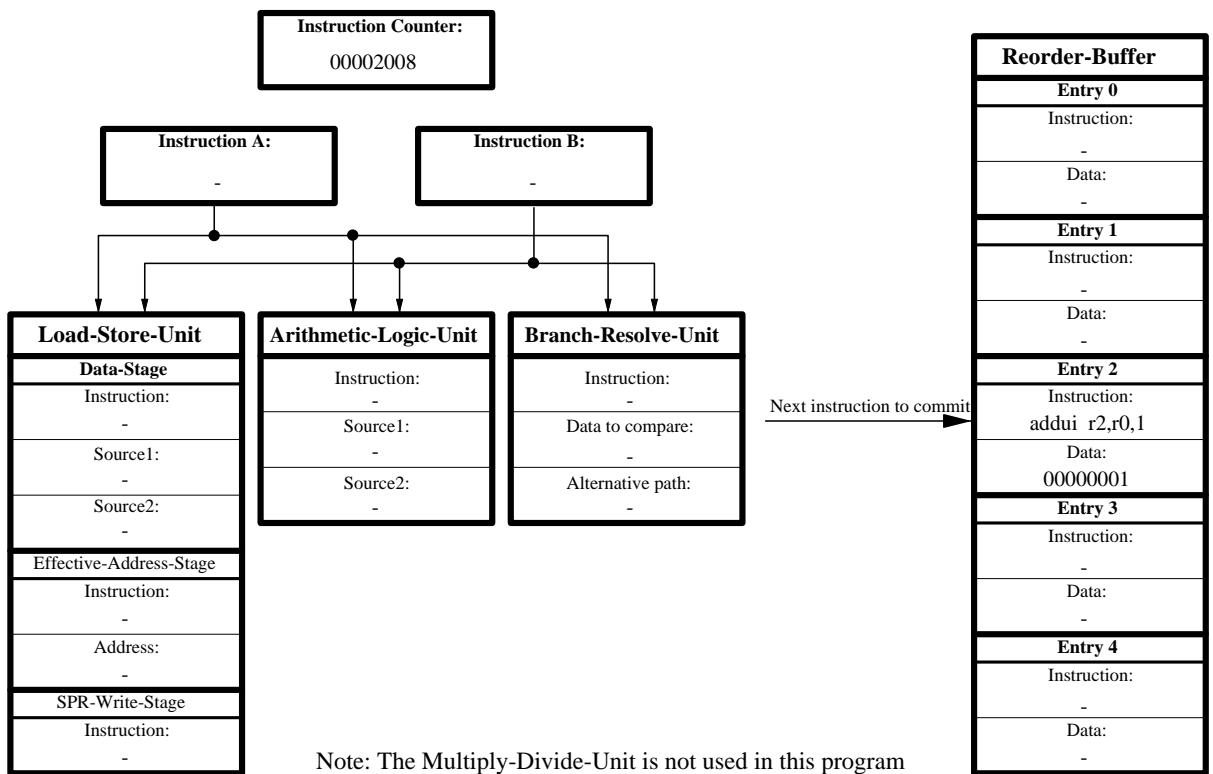 Instruction Counter:
00002008
Instruction A:
-
Instruction B:
-
Load-Store-Unit
Data-Stage
Instruction:
-
Source1:
-
Source2:
-
Effective-Address-Stage
Instruction:
-
Address:
-
SPR-Write-Stage
Instruction:
-
Arithmetic-Logic-Unit
Instruction:
-
Source1:
-
Source2:
-
Branch-Resolve-Unit
Instruction:
-
Data to compare:
-
Alternative path:
-
Next instruction to commit
Reorder-Buffer
Entry 0
Instruction:
-
Data:
-
Entry 1
Instruction:
-
Data:
-
Entry 2
Instruction:
addui r2,r0,1
Data:
00000001
Entry 3
Instruction:
-
Data:
-
Entry 4
Instruction:
-
Data:
-
Note: The Multiply-Divide-Unit is not used in this program